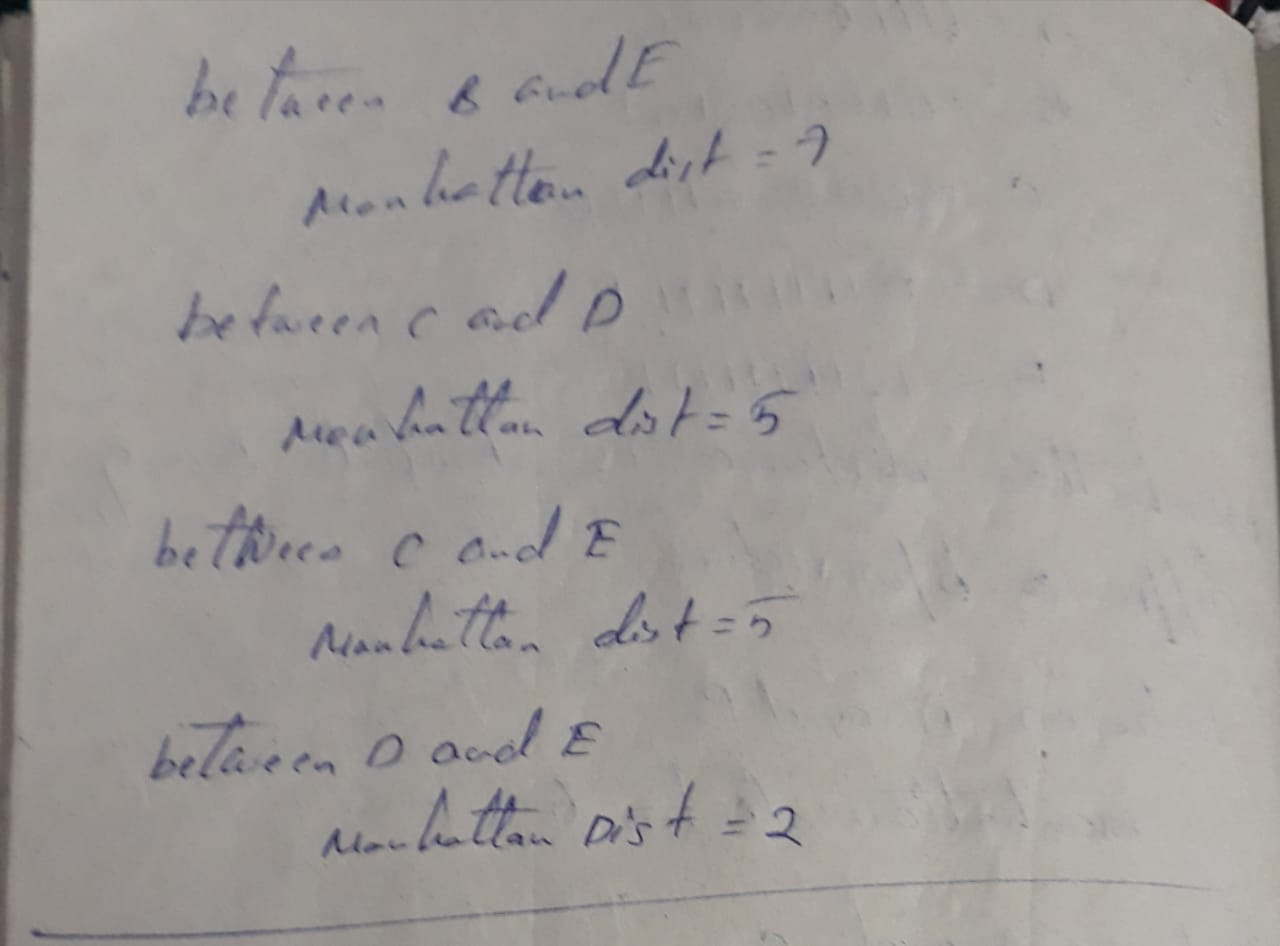 between B and E
Manhattan dist = 7
between C and D
Manhattan dist = 5
between C and E
Manhattan dist = 5
between D and E
Manhattan Dist = 2